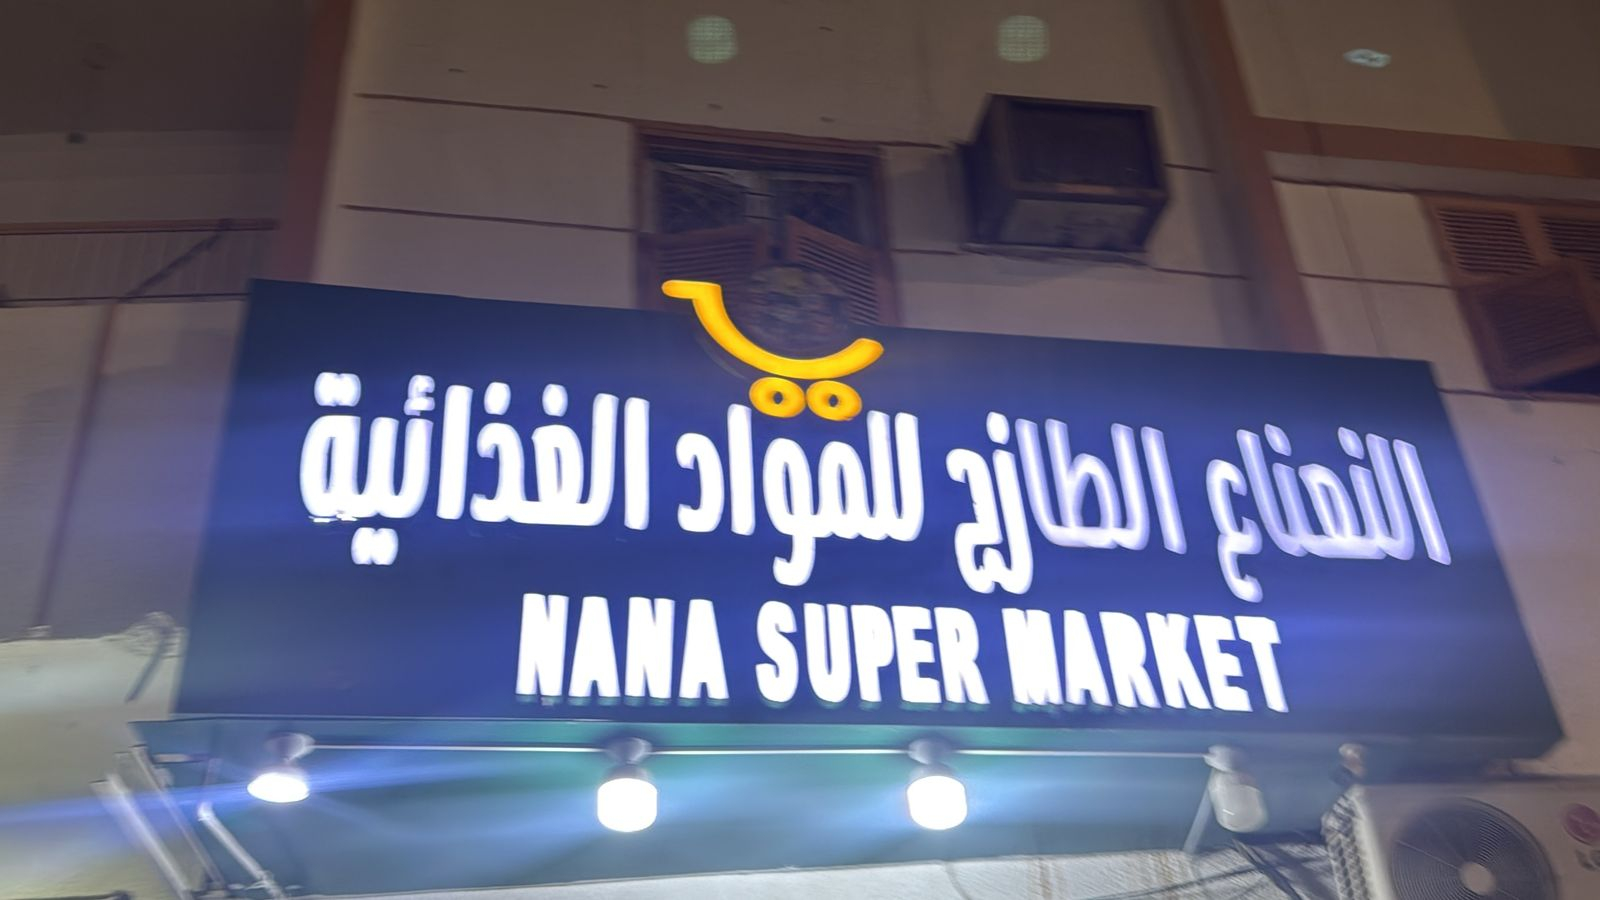 النعناع الطازج للمواد الغذائية
NANA SUPER MARKET